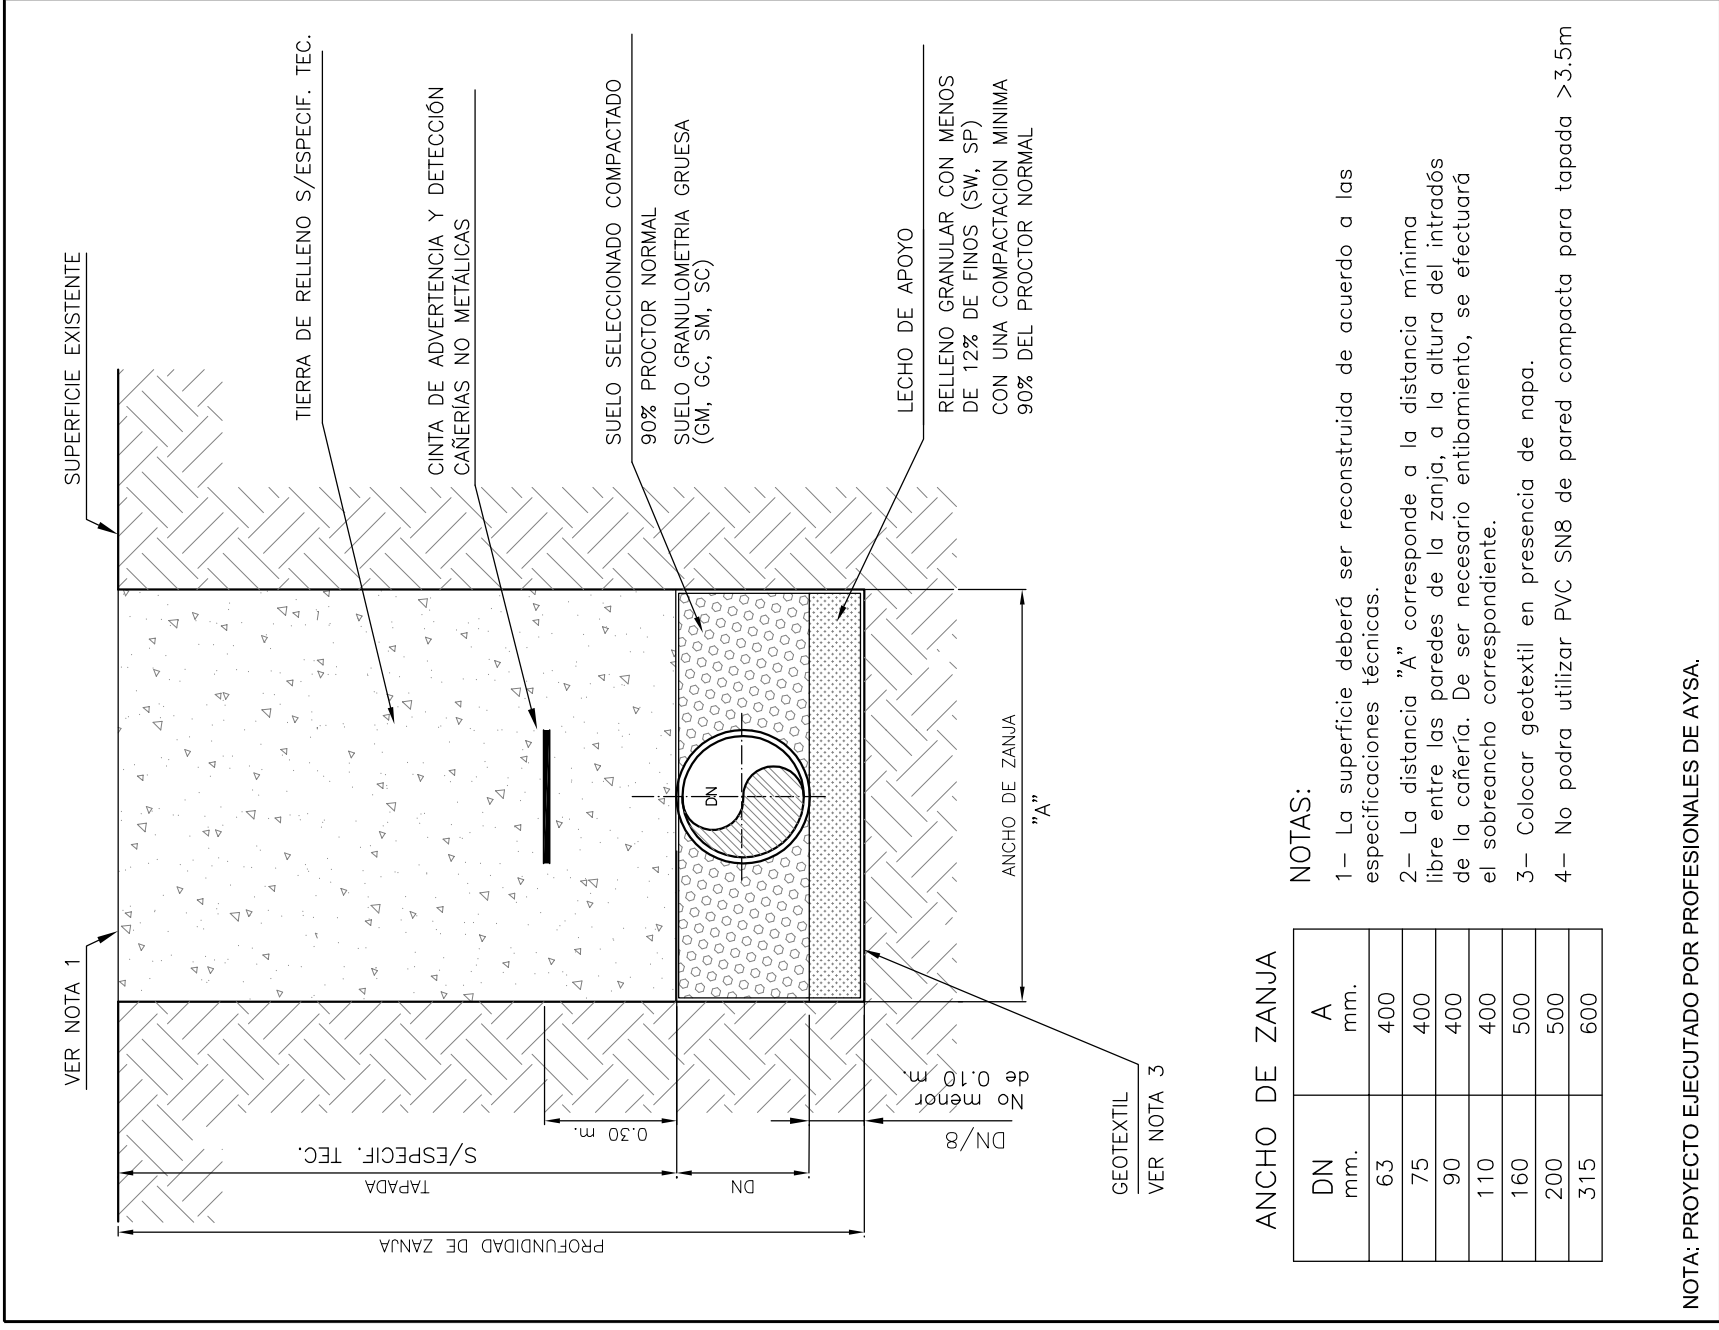 SUPERFICIE EXISTENTE
VER NOTA 1
TIERRA DE RELLENO S/ESPECIF. TEC.
CINTA DE ADVERTENCIA Y DETECCIÓN
CAÑERÍAS NO METÁLICAS
SUELO SELECCIONADO COMPACTADO
90% PROCTOR NORMAL
SUELO GRANULOMETRIA GRUESA
(GM, GC, SM, SC)
LECHO DE APOYO
RELLENO GRANULAR CON MENOS
DE 12% DE FINOS (SW, SP)
CON UNA COMPACTACION MINIMA
90% DEL PROCTOR NORMAL
PROFUNDIDAD DE ZANJA
TAPADA
S/ESPECIF. TEC.
0.30 m.
DN
DN
DN/8
No menor
de 0.10 m.
GEOTEXTIL
VER NOTA 3
ANCHO DE ZANJA
"A"
ANCHO DE ZANJA
DN A
mm. mm.
63 400
75 400
90 400
110 400
160 500
200 500
315 600
NOTAS:
1– La superficie deberá ser reconstruida de acuerdo a las
especificaciones técnicas.
2– La distancia "A" corresponde a la distancia mínima
libre entre las paredes de la zanja, a la altura del intradós
de la cañería. De ser necesario entibamiento, se efectuará
el sobreancho correspondiente.
3– Colocar geotextil en presencia de napa.
4– No podra utilizar PVC SN8 de pared compacta para tapada >3.5m
NOTA: PROYECTO EJECUTADO POR PROFESIONALES DE AYSA.